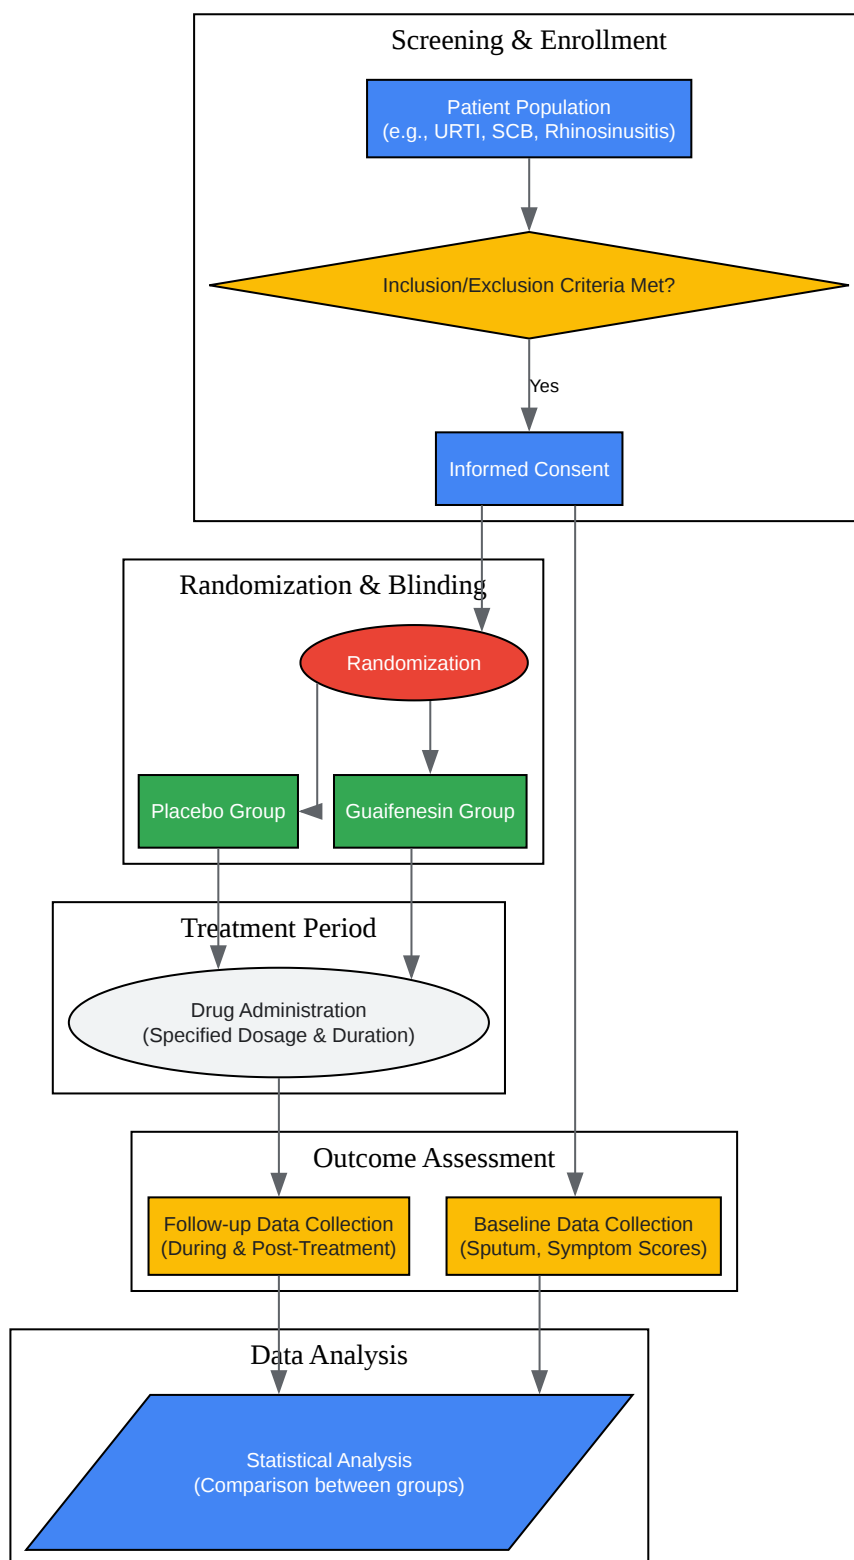 Screening & Enrollment
Patient Population
(e.g., URTI, SCB, Rhinosinusitis)
Inclusion/Exclusion Criteria Met?
Yes
Informed Consent
Randomization & Blinding
Randomization
Placebo Group
Guaifenesin Group
Treatment Period
Drug Administration
(Specified Dosage & Duration)
Outcome Assessment
Follow-up Data Collection
(During & Post-Treatment)
Baseline Data Collection
(Sputum, Symptom Scores)
Data Analysis
Statistical Analysis
(Comparison between groups)